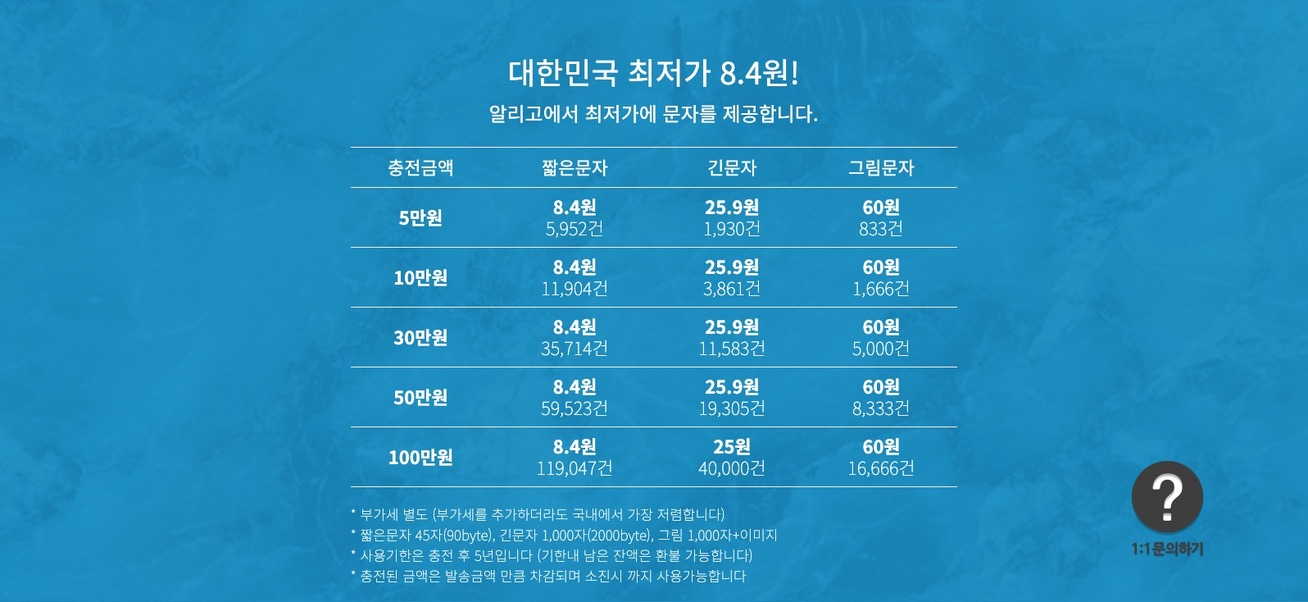 대한민국 최저가 8.4원!
알리고에서 최저가에 문자를 제공합니다.
충전금액 짧은문자 긴문자 그림문자
5만원 8.4원 25.9원 60원
5,952건 1,930건 833건
10만원 8.4원 25.9원 60원
11,904건 3,861건 1,666건
30만원 8.4원 25.9원 60원
35,714건 11,583건 5,000건
50만원 8.4원 25.9원 60원
59,523건 19,305건 8,333건
100만원 8.4원 25원 60원
119,047건 40,000건 16,666건
* 부가세 별도 (부가세를 추가하더라도 국내에서 가장 저렴합니다)
* 짧은문자 45자(90byte), 긴문자 1,000자(2000byte), 그림 1,000자+이미지
* 사용기한은 충전 후 5년입니다 (기한내 남은 잔액은 환불 가능합니다)
* 충전된 금액은 발송금액 만큼 차감되며 소진시 까지 사용가능합니다
?
1:1문의하기